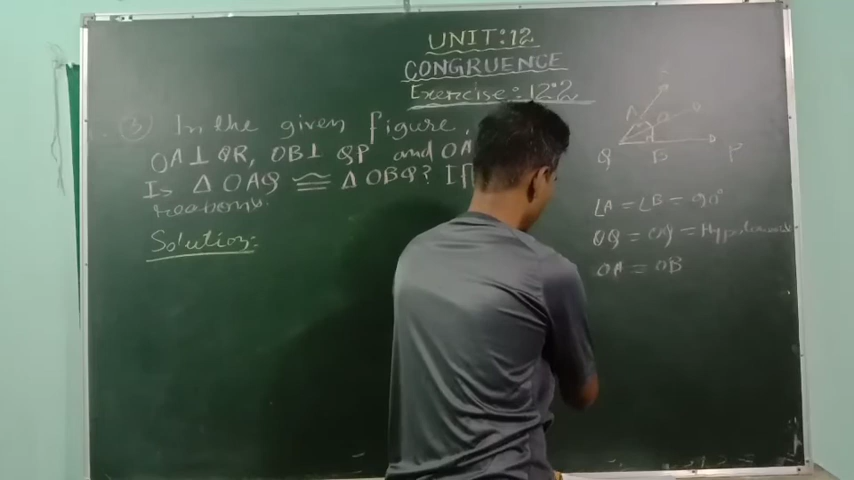 UNIT:12
CONGRUENCE
Exercise:12.2
③ In the given figure,
OA⊥QR, OB⊥ QP and OA
Is △ OAQ ≅ △ OBQ? If
reasons.
Solution:-
A
O
Q B P
∠A = ∠B = 90°
OQ = OQ = Hypotenuse
OA = OB